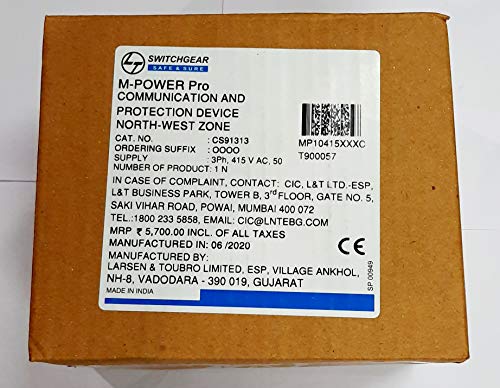 LT SWITCHGEAR
SAFE & SURE
M-POWER Pro
COMMUNICATION AND
PROTECTION DEVICE
NORTH-WEST ZONE
CAT. NO. : CS91313
ORDERING SUFFIX : OOOO
SUPPLY : 3Ph, 415 V AC, 50
NUMBER OF PRODUCT : 1 N
MP10415XXXC
T900057
IN CASE OF COMPLAINT, CONTACT: CIC, L&T LTD.-ESP,
L&T BUSINESS PARK, TOWER B, 3rd FLOOR, GATE NO. 5,
SAKI VIHAR ROAD, POWAI, MUMBAI 400 072
TEL.:1800 233 5858, EMAIL: CIC@LNTEBG.COM
MRP ₹ 5,700.00 INCL. OF ALL TAXES
MANUFACTURED IN: 06 / 2020
MANUFACTURED BY:
LARSEN & TOUBRO LIMITED, ESP, VILLAGE ANKHOL,
NH-8, VADODARA - 390 019, GUJARAT
MADE IN INDIA
CE
SP 00949